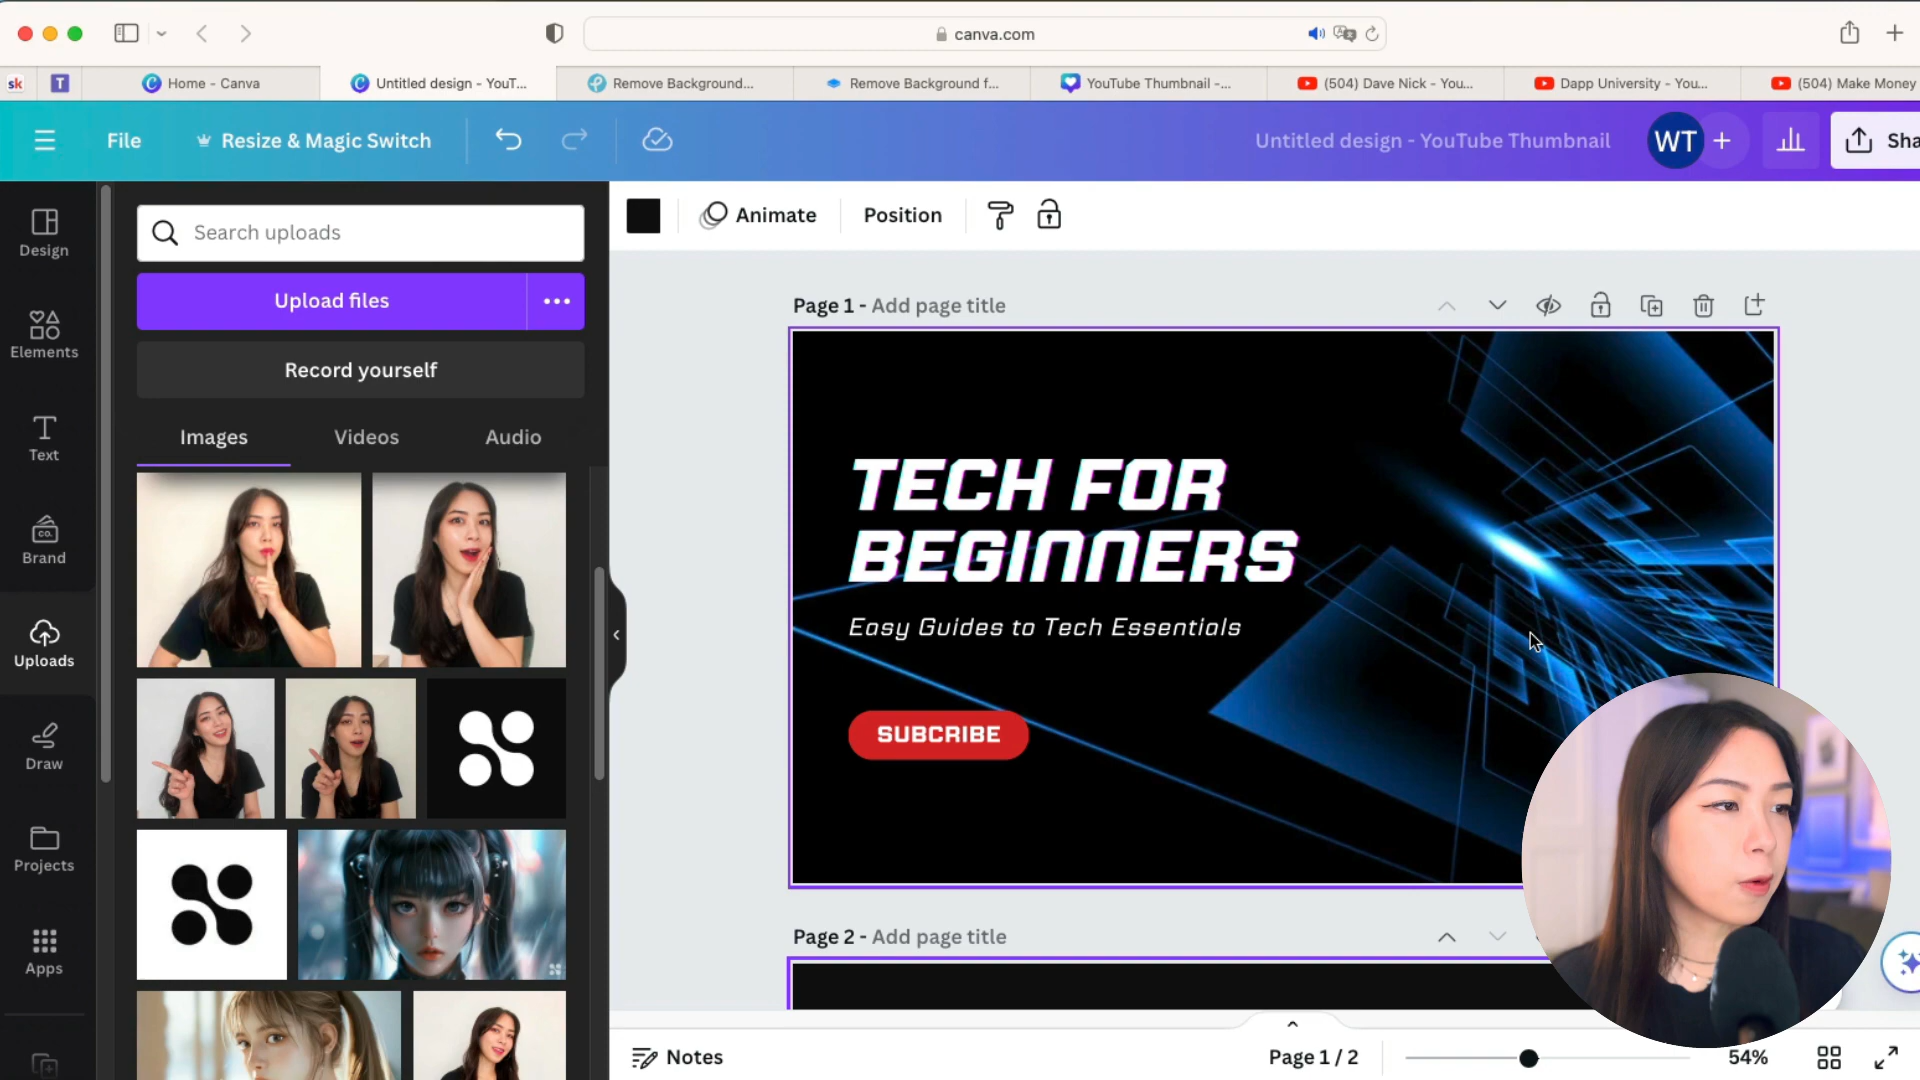 canva.com
sk
T
Home - Canva
Untitled design - YouT...
Remove Background...
Remove Background f...
YouTube Thumbnail -...
(504) Dave Nick - You...
Dapp University - You...
(504) Make Money
File
Resize & Magic Switch
Untitled design - YouTube Thumbnail
WT
+
Sha
Design
Elements
Text
CO.
Brand
Uploads
Draw
Projects
Apps
Search uploads
Upload files
Record yourself
Images
Videos
Audio
Animate
Position
Page 1 - Add page title
TECH FOR
BEGINNERS
Easy Guides to Tech Essentials
SUBCRIBE
Page 2 - Add page title
Notes
Page 1 / 2
54%